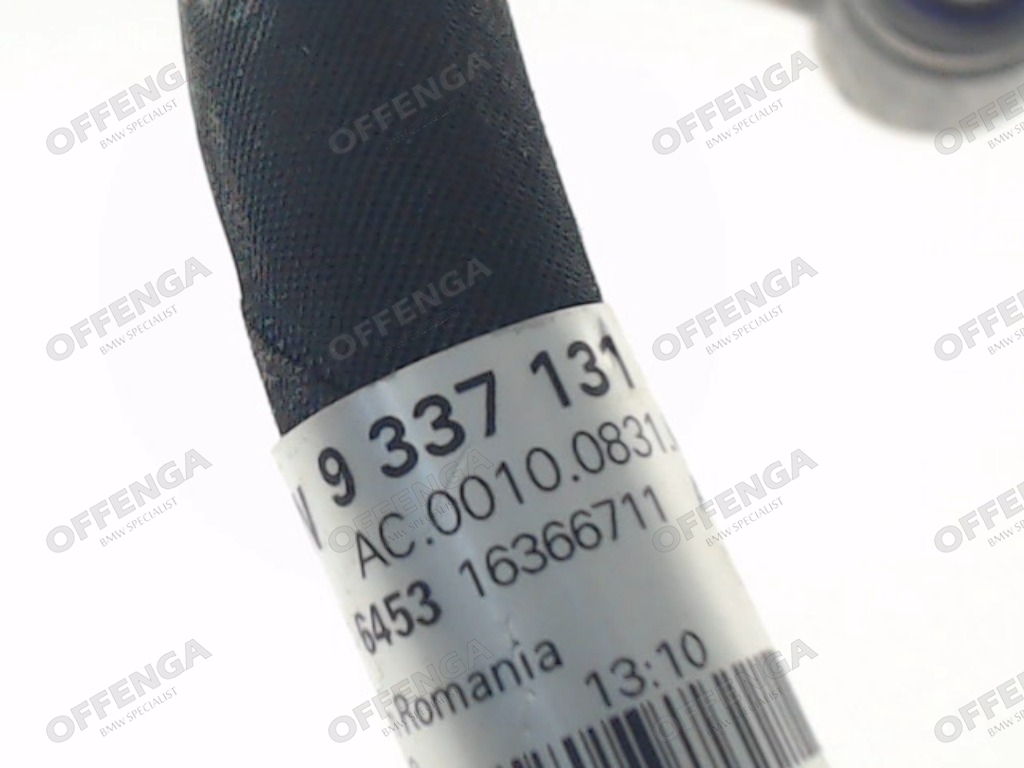 9 337 131
AC.0010.0831
6453 16366711
Romania 13:10
OFFENGA
BMW SPECIALIST